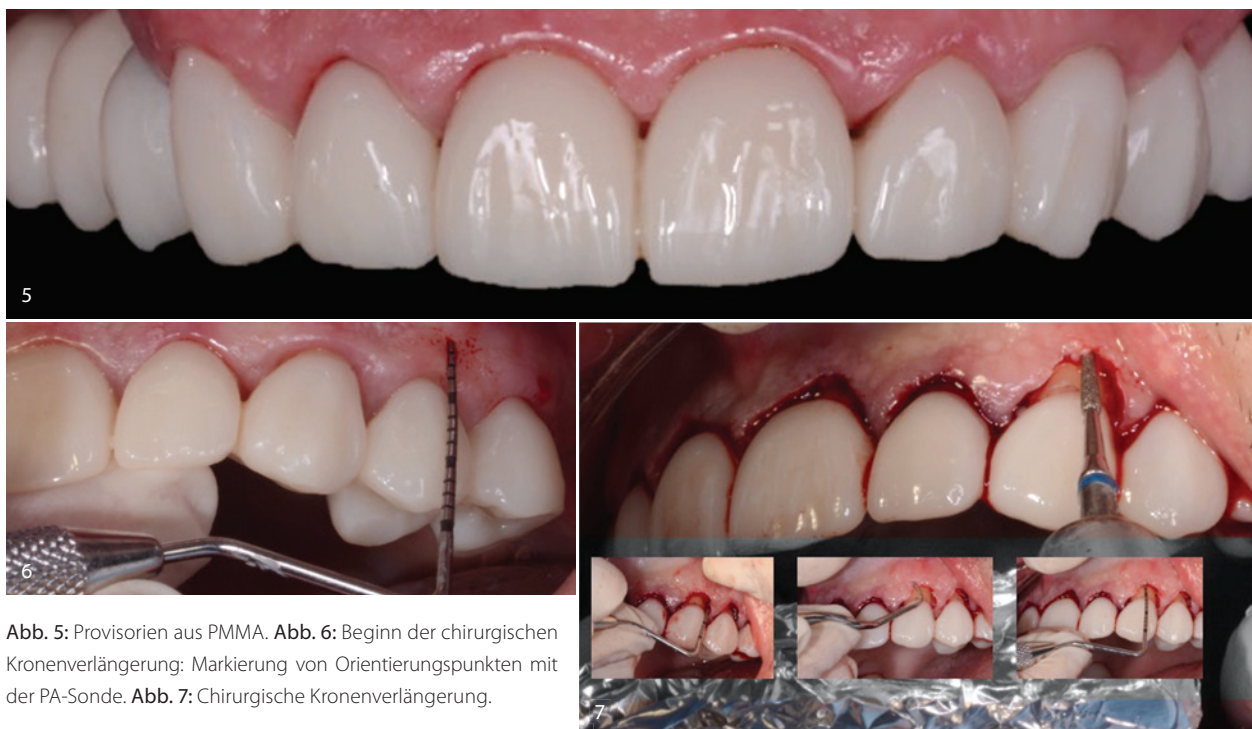 5
6
7
Abb. 5: Provisorien aus PMMA. Abb. 6: Beginn der chirurgischen
Kronenverlängerung: Markierung von Orientierungspunkten mit
der PA-Sonde. Abb. 7: Chirurgische Kronenverlängerung.